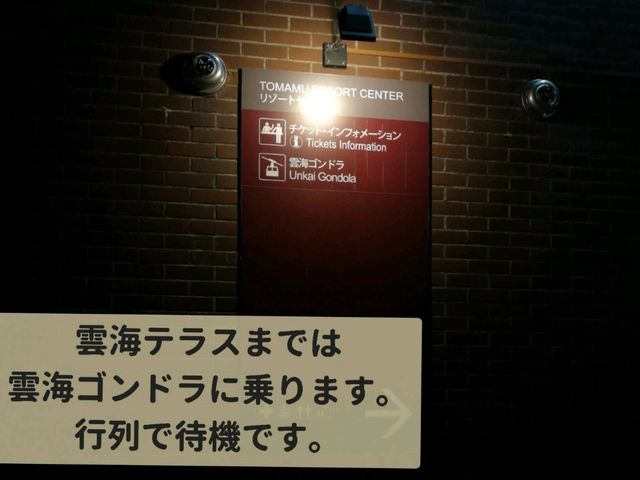 TOMAMU RESORT CENTER
リゾート
チケット・インフォメーション
Tickets Information
雲海ゴンドラ
Unkai Gondola
雲海テラスまでは
雲海ゴンドラに乗ります。
行列で待機です。